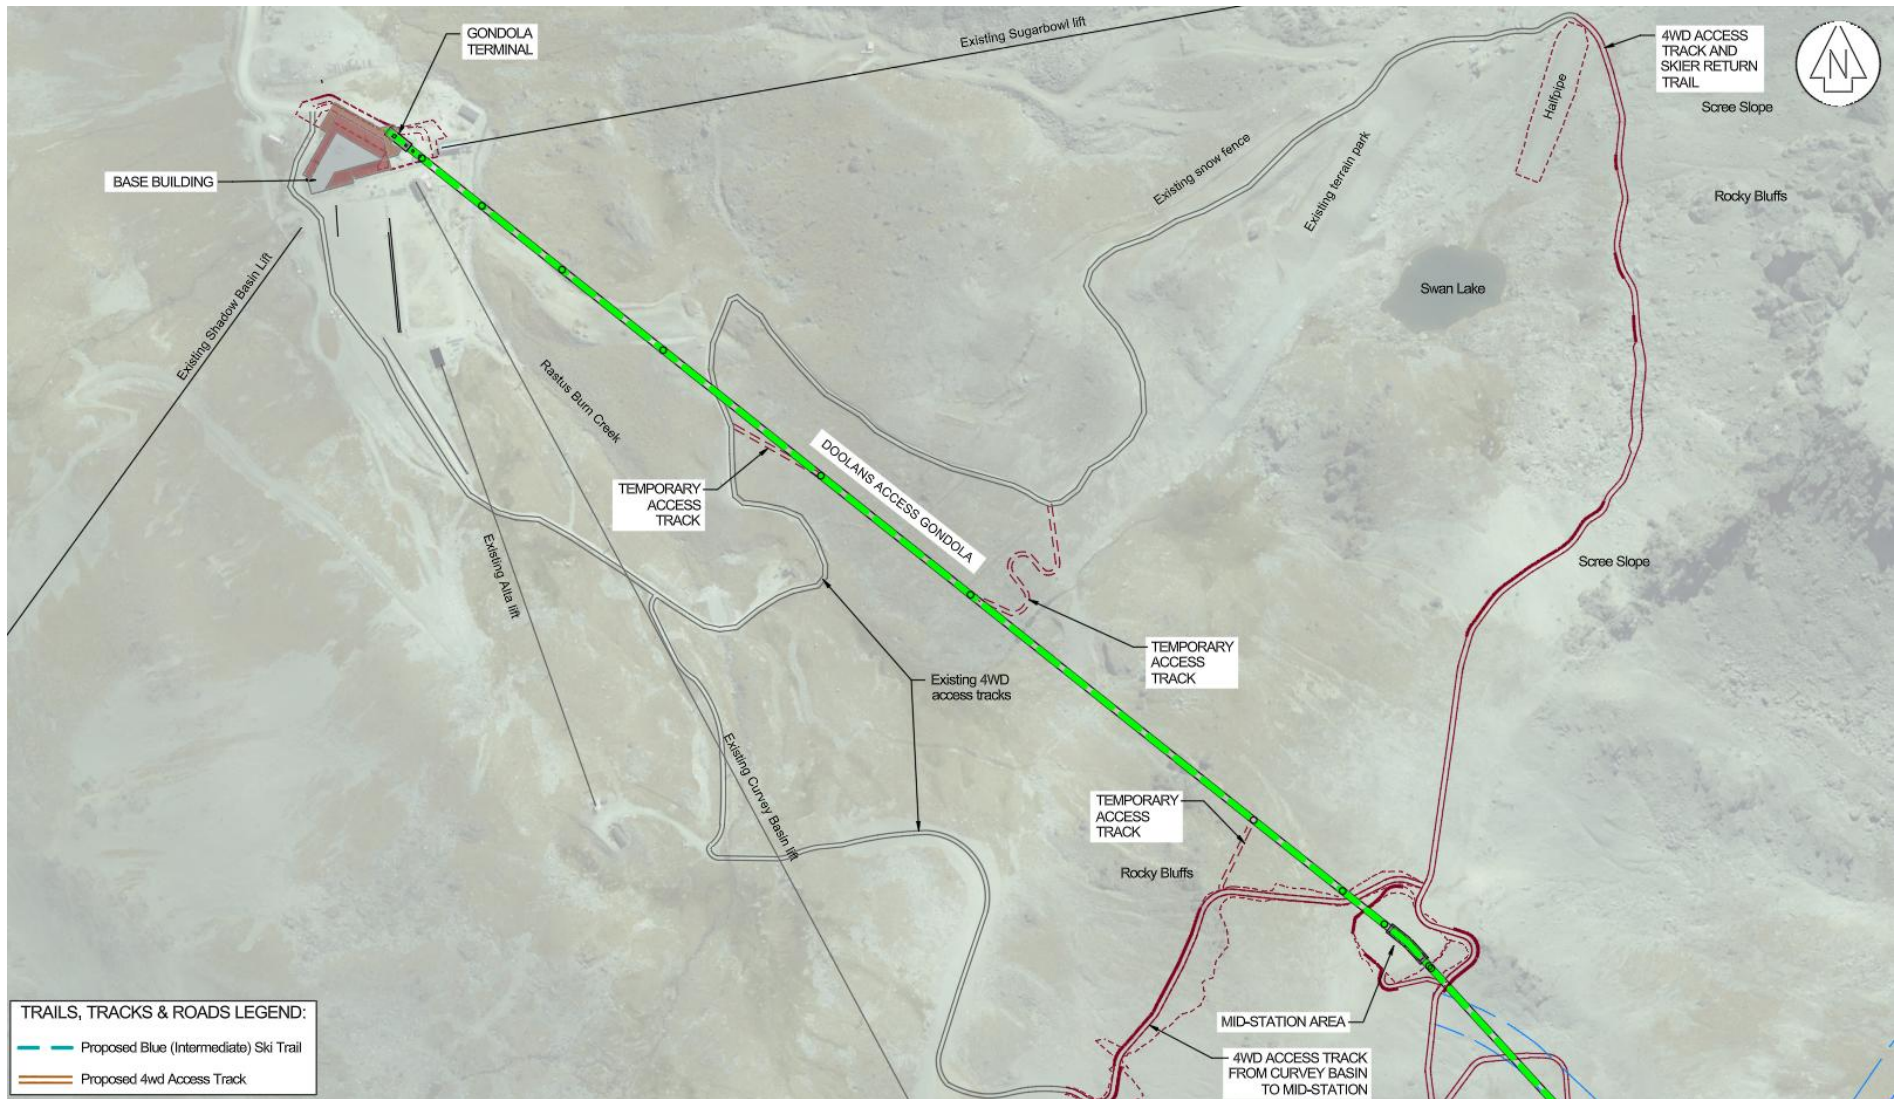 GONDOLA
TERMINAL
Existing Sugarbowl lift
4WD ACCESS
TRACK AND
SKIER RETURN
TRAIL
N
Scree Slope
Halfpipe
BASE BUILDING
Existing snow fence
Existing terrain park
Rocky Bluffs
Existing Shadow Basin Lift
Swan Lake
Rastus Burn Creek
DOOLANS ACCESS GONDOLA
TEMPORARY
ACCESS
TRACK
Existing Alta lift
Scree Slope
TEMPORARY
ACCESS
TRACK
Existing 4WD
access tracks
Existing Curvey Basin lift
TEMPORARY
ACCESS
TRACK
Rocky Bluffs
MID-STATION AREA
4WD ACCESS TRACK
FROM CURVEY BASIN
TO MID-STATION
TRAILS, TRACKS & ROADS LEGEND:
Proposed Blue (Intermediate) Ski Trail
Proposed 4wd Access Track